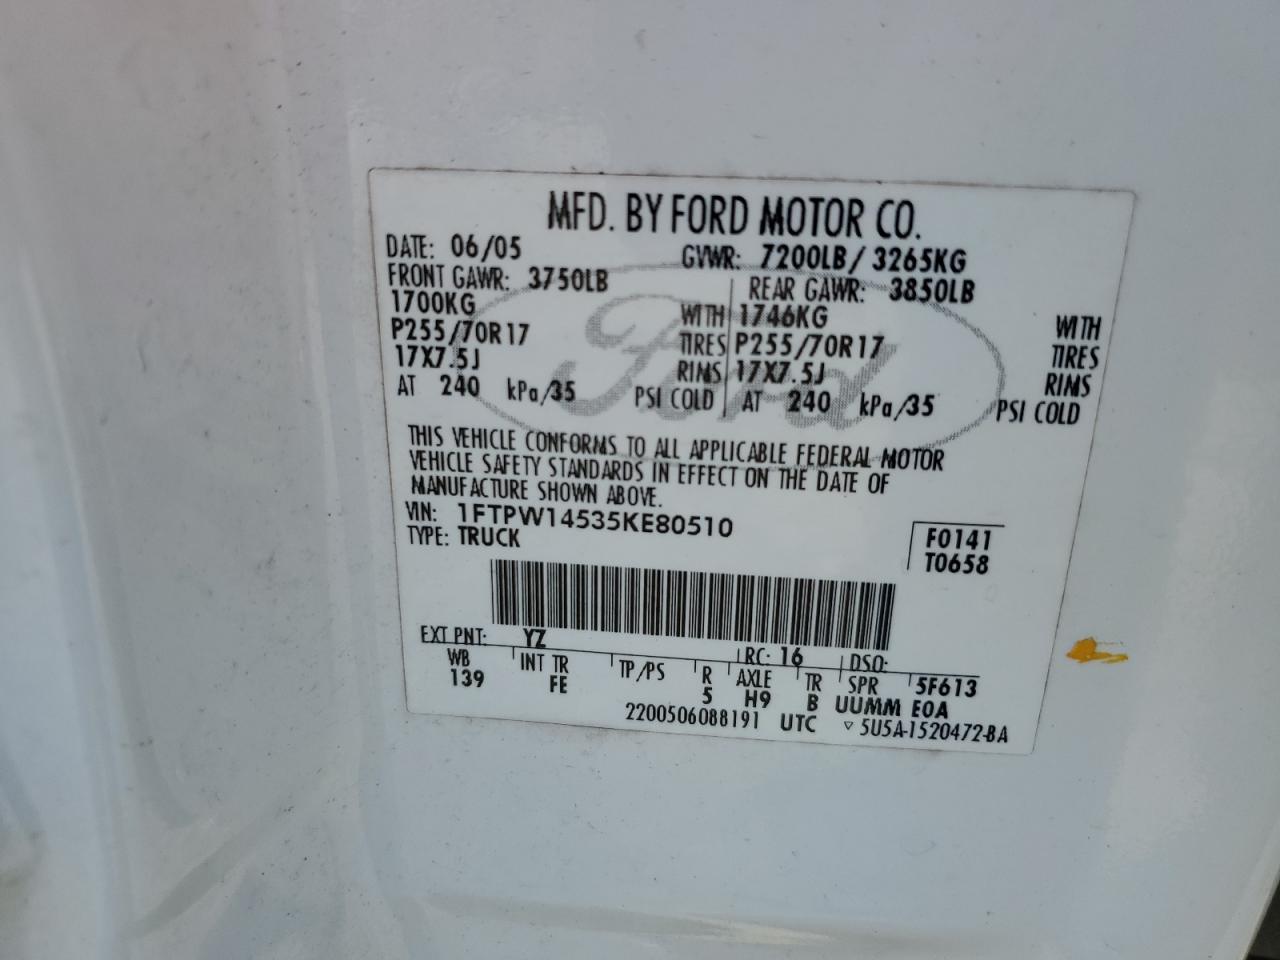 MFD. BY FORD MOTOR CO.
DATE: 06/05 GVWR: 7200LB/ 3265KG
FRONT GAWR: 3750LB REAR GAWR: 3850LB
1700KG WITH 1746KG WITH
P255/70R17 TIRES P255/70R17 TIRES
17X7.5J RIMS 17X7.5J RIMS
AT 240 kPa/35 PSI COLD AT 240 kPa/35 PSI COLD
Ford
THIS VEHICLE CONFORMS TO ALL APPLICABLE FEDERAL MOTOR
VEHICLE SAFETY STANDARDS IN EFFECT ON THE DATE OF
MANUFACTURE SHOWN ABOVE.
VIN: 1FTPW14535KE80510 F0141
TYPE: TRUCK T0658
EXT PNT: YZ RC: 16 DSO:
WB INT TR TP/PS R AXLE TR SPR 5F613
139 FE 5 H9 B UUMM EOA
2200506088191 UTC ▽ 5U5A-1520472-BA